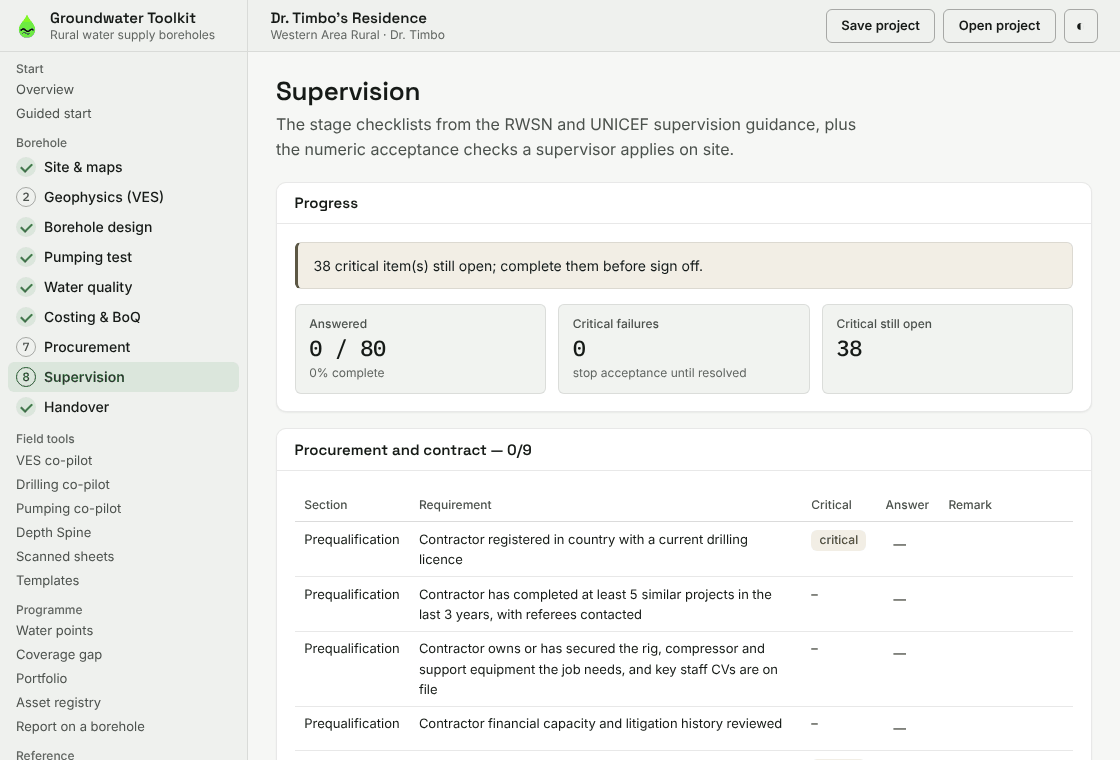 Groundwater Toolkit
Rural water supply boreholes
Dr. Timbo's Residence
Western Area Rural · Dr. Timbo
Save project
Open project
Start
Overview
Guided start
Borehole
Site & maps
2 Geophysics (VES)
Borehole design
Pumping test
Water quality
Costing & BoQ
7 Procurement
8 Supervision
Handover
Field tools
VES co-pilot
Drilling co-pilot
Pumping co-pilot
Depth Spine
Scanned sheets
Templates
Programme
Water points
Coverage gap
Portfolio
Asset registry
Report on a borehole
Reference
Supervision
The stage checklists from the RWSN and UNICEF supervision guidance, plus
the numeric acceptance checks a supervisor applies on site.
Progress
38 critical item(s) still open; complete them before sign off.
Answered
0 / 80
0% complete
Critical failures
0
stop acceptance until resolved
Critical still open
38
Procurement and contract — 0/9
Section Requirement Critical Answer Remark
Prequalification Contractor registered in country with a current drilling critical —
licence
Prequalification Contractor has completed at least 5 similar projects in the – —
last 3 years, with referees contacted
Prequalification Contractor owns or has secured the rig, compressor and – —
support equipment the job needs, and key staff CVs are on
file
Prequalification Contractor financial capacity and litigation history reviewed – —